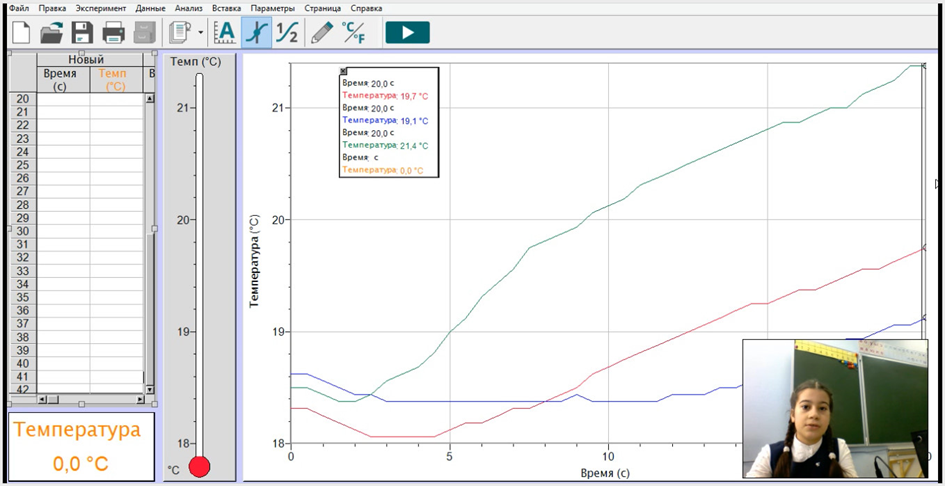 Файл Правка Эксперимент Данные Анализ Вставка Параметры Страница Справка
A
1/2
°C/°F
Новый
Время (с)
Темп (°C)
В
20
21
22
23
24
25
26
27
28
29
30
31
32
33
34
35
36
37
38
39
40
41
42
Температура
0,0 °C
Темп (°C)
21
20
19
18
°C
Температура (°C)
21
20
19
18
Время: 20,0 с
Температура: 19,7 °C
Время: 20,0 с
Температура: 19,1 °C
Время: 20,0 с
Температура: 21,4 °C
Время: с
Температура: 0,0 °C
0 5 10
Время (с)